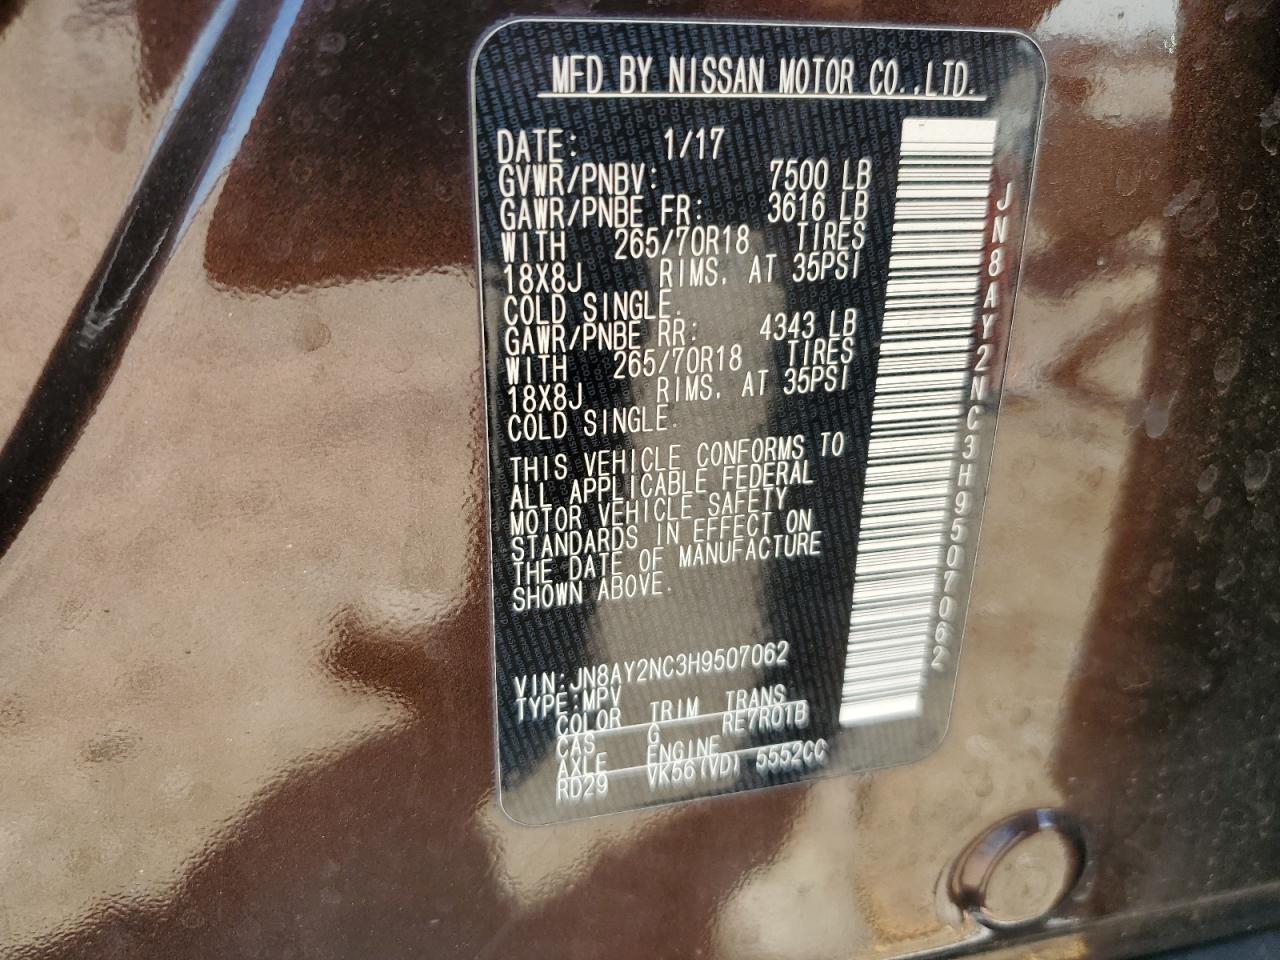 MFD BY NISSAN MOTOR CO.,LTD.
DATE: 1/17
GVWR/PNBV: 7500 LB
GAWR/PNBE FR: 3616 LB
WITH 265/70R18 TIRES
18X8J RIMS, AT 35PSI
COLD SINGLE.
GAWR/PNBE RR: 4343 LB
WITH 265/70R18 TIRES
18X8J RIMS, AT 35PSI
COLD SINGLE.
THIS VEHICLE CONFORMS TO
ALL APPLICABLE FEDERAL
MOTOR VEHICLE SAFETY
STANDARDS IN EFFECT ON
THE DATE OF MANUFACTURE
SHOWN ABOVE.
VIN:JN8AY2NC3H9507062
TYPE:MPV
COLOR TRIM TRANS
CAS G RE7R01B
AXLE ENGINE
RD29 VK56(VD) 5552CC
JN8AY2NC3H9507062